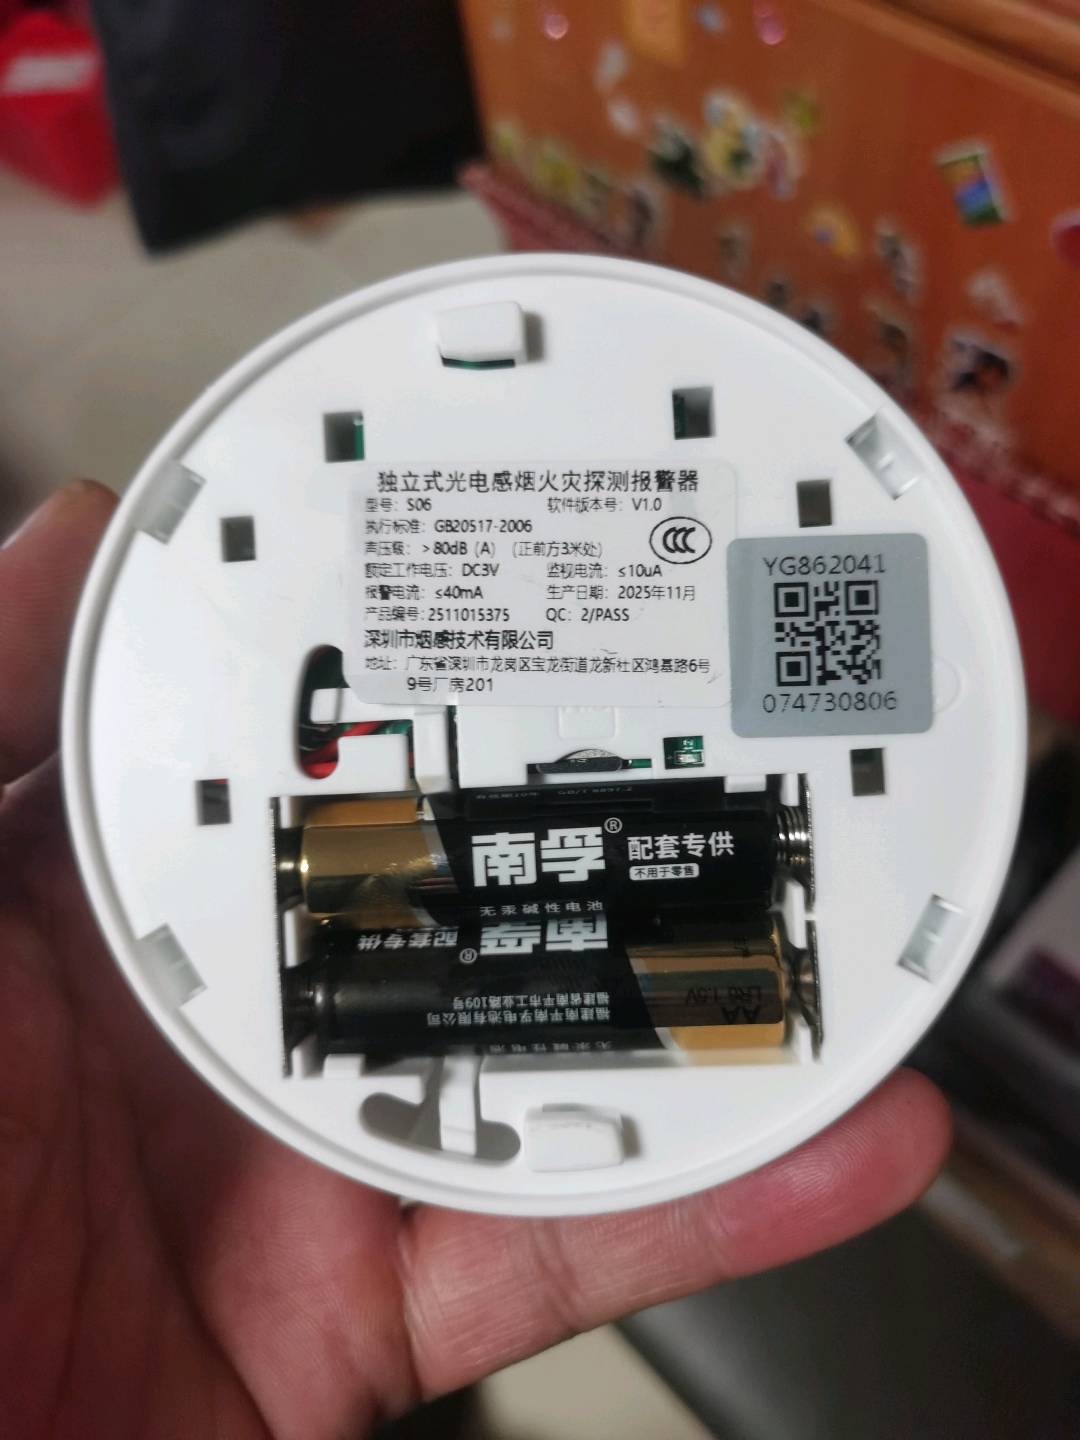 独立式光电感烟火灾探测报警器
型号：S06 软件版本号：V1.0
执行标准：GB20517-2006
声压级：>80dB（A）（正前方3米处）
CCC
额定工作电压：DC3V 监视电流：≤10uA
报警电流：≤40mA 生产日期：2025年11月
产品编号：2511015375 QC：2/PASS
深圳市烟感技术有限公司
地址：广东省深圳市龙岗区宝龙街道龙新社区鸿基路6号
9号厂房201
YG862041
074730806
南孚® 配套专供
不用于零售
无汞碱性电池
南孚® 配套专供
AA
LR6 1.5V
福建省南平市工业路109号
福建南平南孚电池有限公司
无汞碱性电池